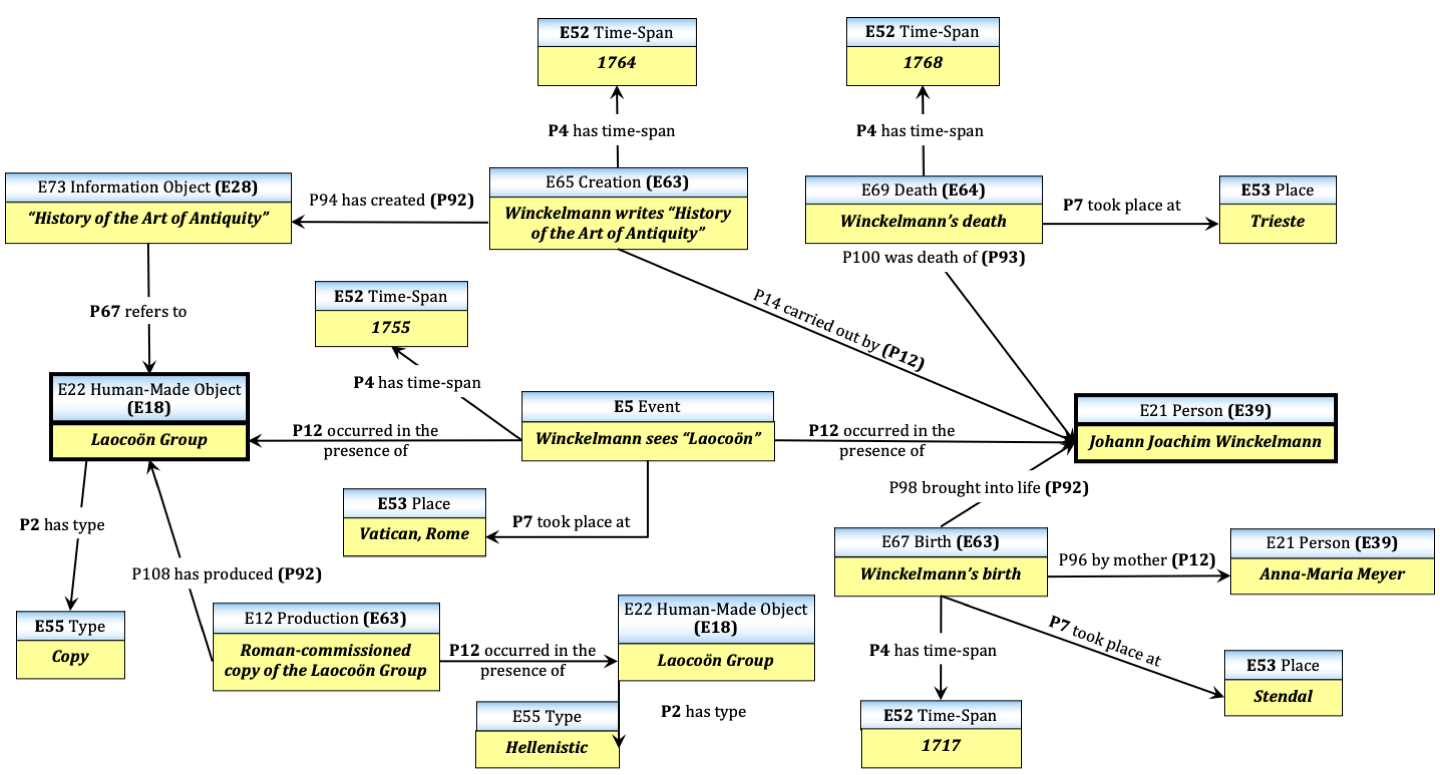 E52 Time-Span
1764
E52 Time-Span
1768
P4 has time-span
P4 has time-span
E73 Information Object (E28)
“History of the Art of Antiquity”
P94 has created (P92)
E65 Creation (E63)
Winckelmann writes “History
of the Art of Antiquity”
E69 Death (E64)
Winckelmann’s death
P7 took place at
E53 Place
Trieste
P100 was death of (P93)
P67 refers to
E52 Time-Span
1755
P14 carried out by (P12)
P4 has time-span
E22 Human-Made Object
(E18)
Laocoön Group
P12 occurred in the
presence of
E5 Event
Winckelmann sees “Laocoön”
P12 occurred in the
presence of
E21 Person (E39)
Johann Joachim Winckelmann
P98 brought into life (P92)
E53 Place
Vatican, Rome
P7 took place at
P2 has type
E67 Birth (E63)
Winckelmann’s birth
P96 by mother (P12)
E21 Person (E39)
Anna-Maria Meyer
P108 has produced (P92)
E55 Type
Copy
E12 Production (E63)
Roman-commissioned
copy of the Laocoön Group
P12 occurred in the
presence of
E22 Human-Made Object
(E18)
Laocoön Group
P4 has time-span
P7 took place at
E53 Place
Stendal
P2 has type
E55 Type
Hellenistic
E52 Time-Span
1717